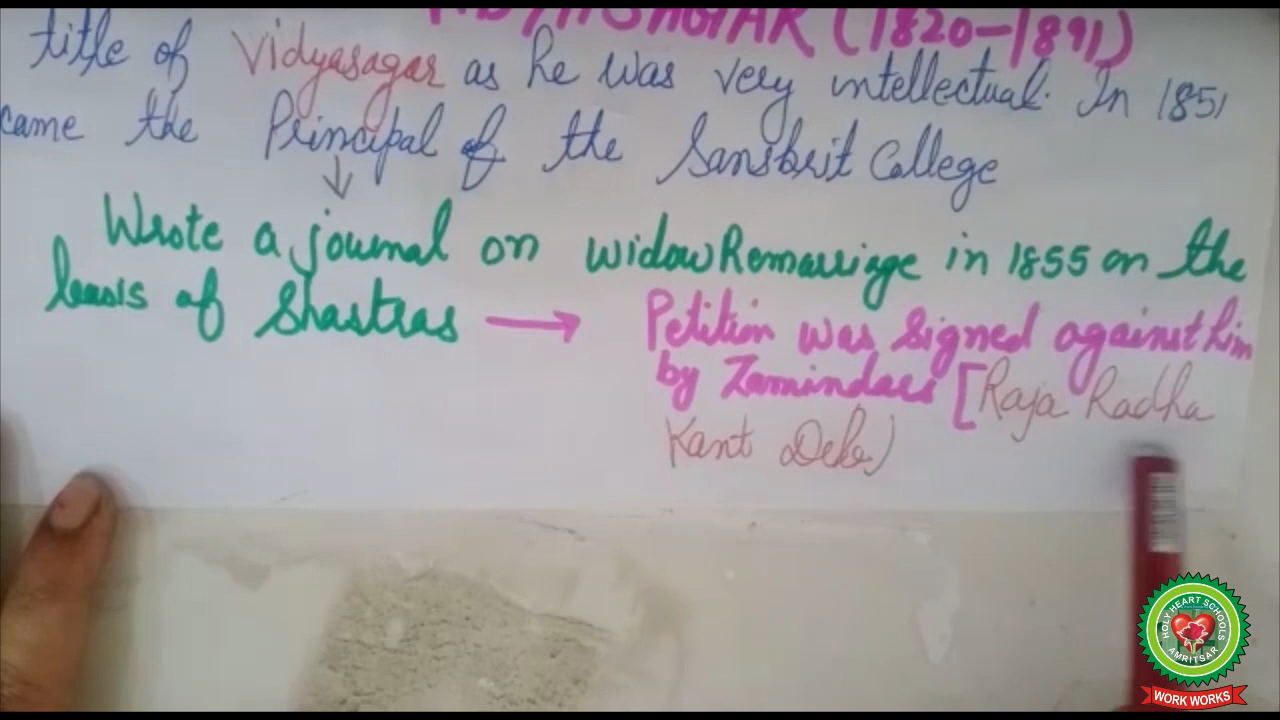 (1820-1891)
title of Vidyasagar as he was very intellectual. In 1851
came the Principal of the Sanskrit College
↓
Wrote a journal on widow Remarriage in 1855 on the
basis of Shastras → Petition was signed against him
by Zamindars [Raja Radha
Kant Deb)
HOLY HEART SCHOOLS
AMRITSAR
WORK WORKS